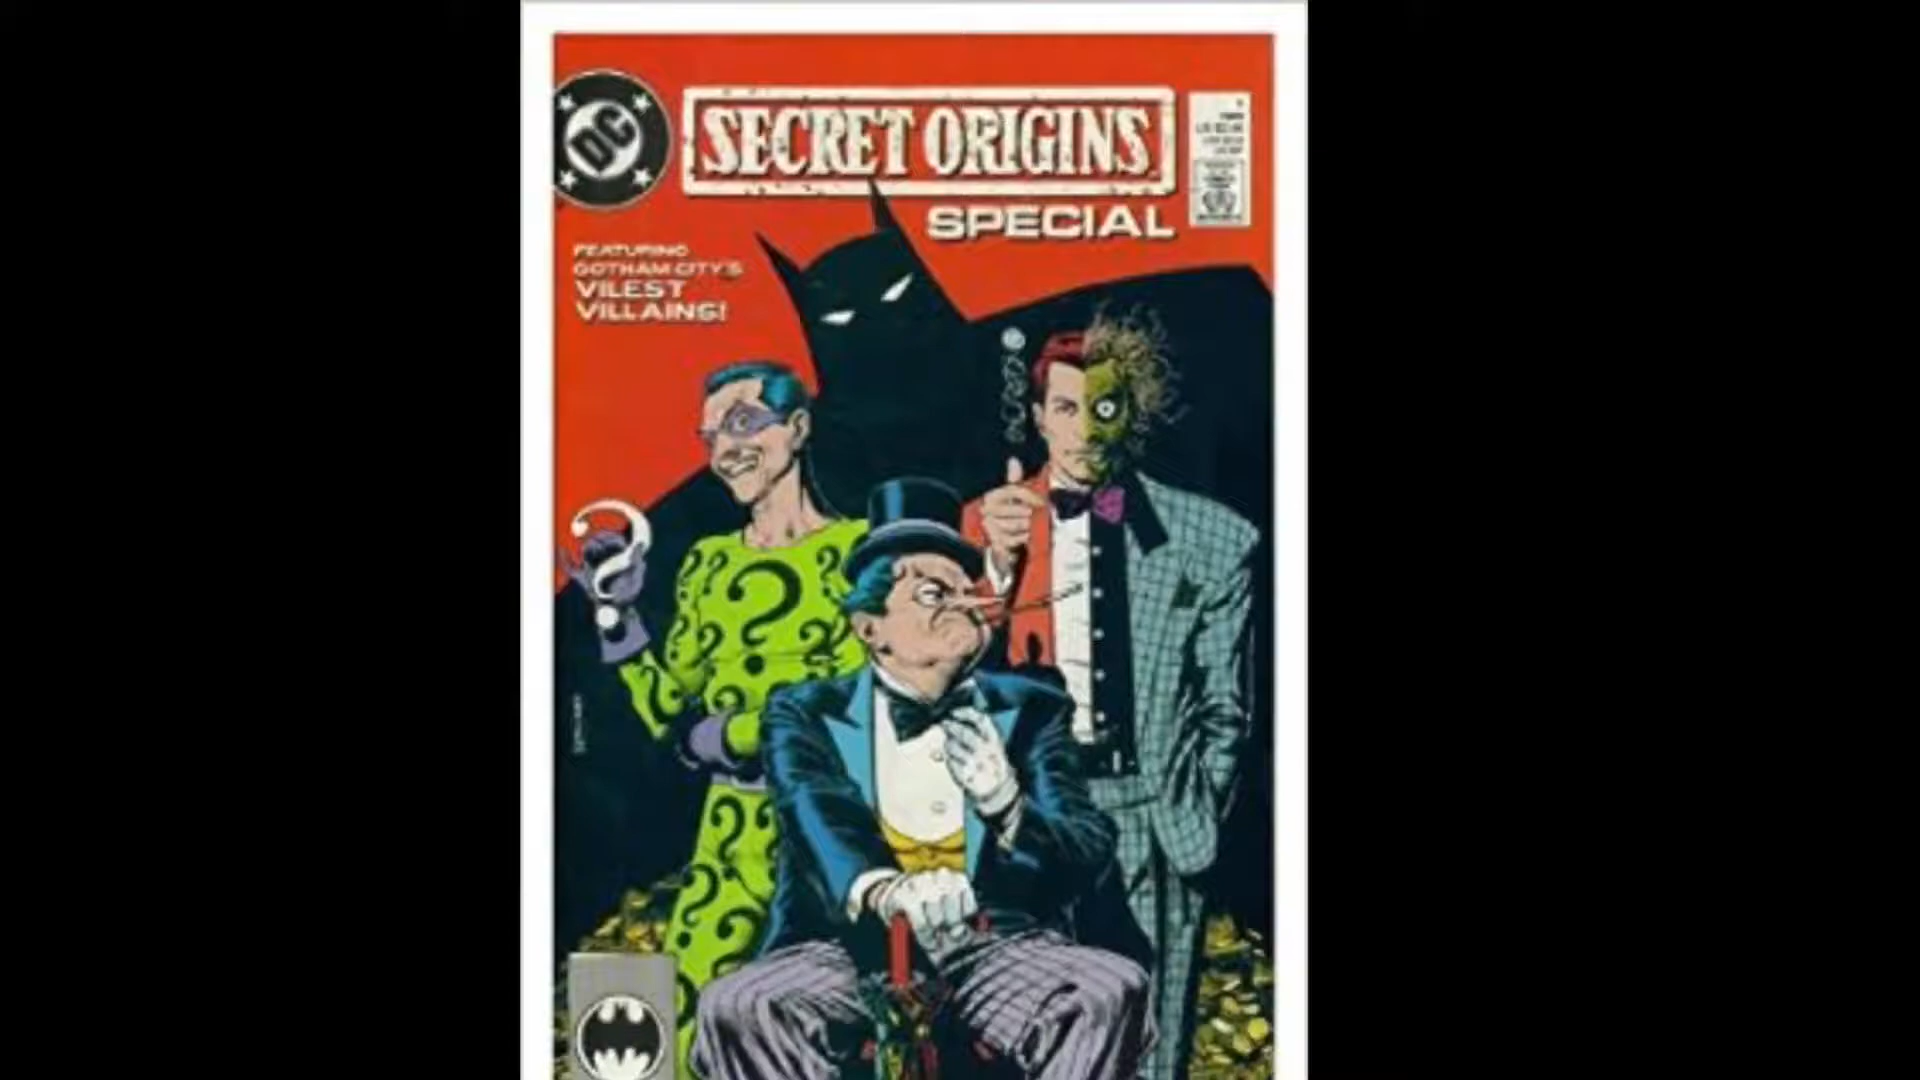 DC
SECRET ORIGINS
SPECIAL
FEATURING
GOTHAM CITY'S
VILEST
VILLAINS!